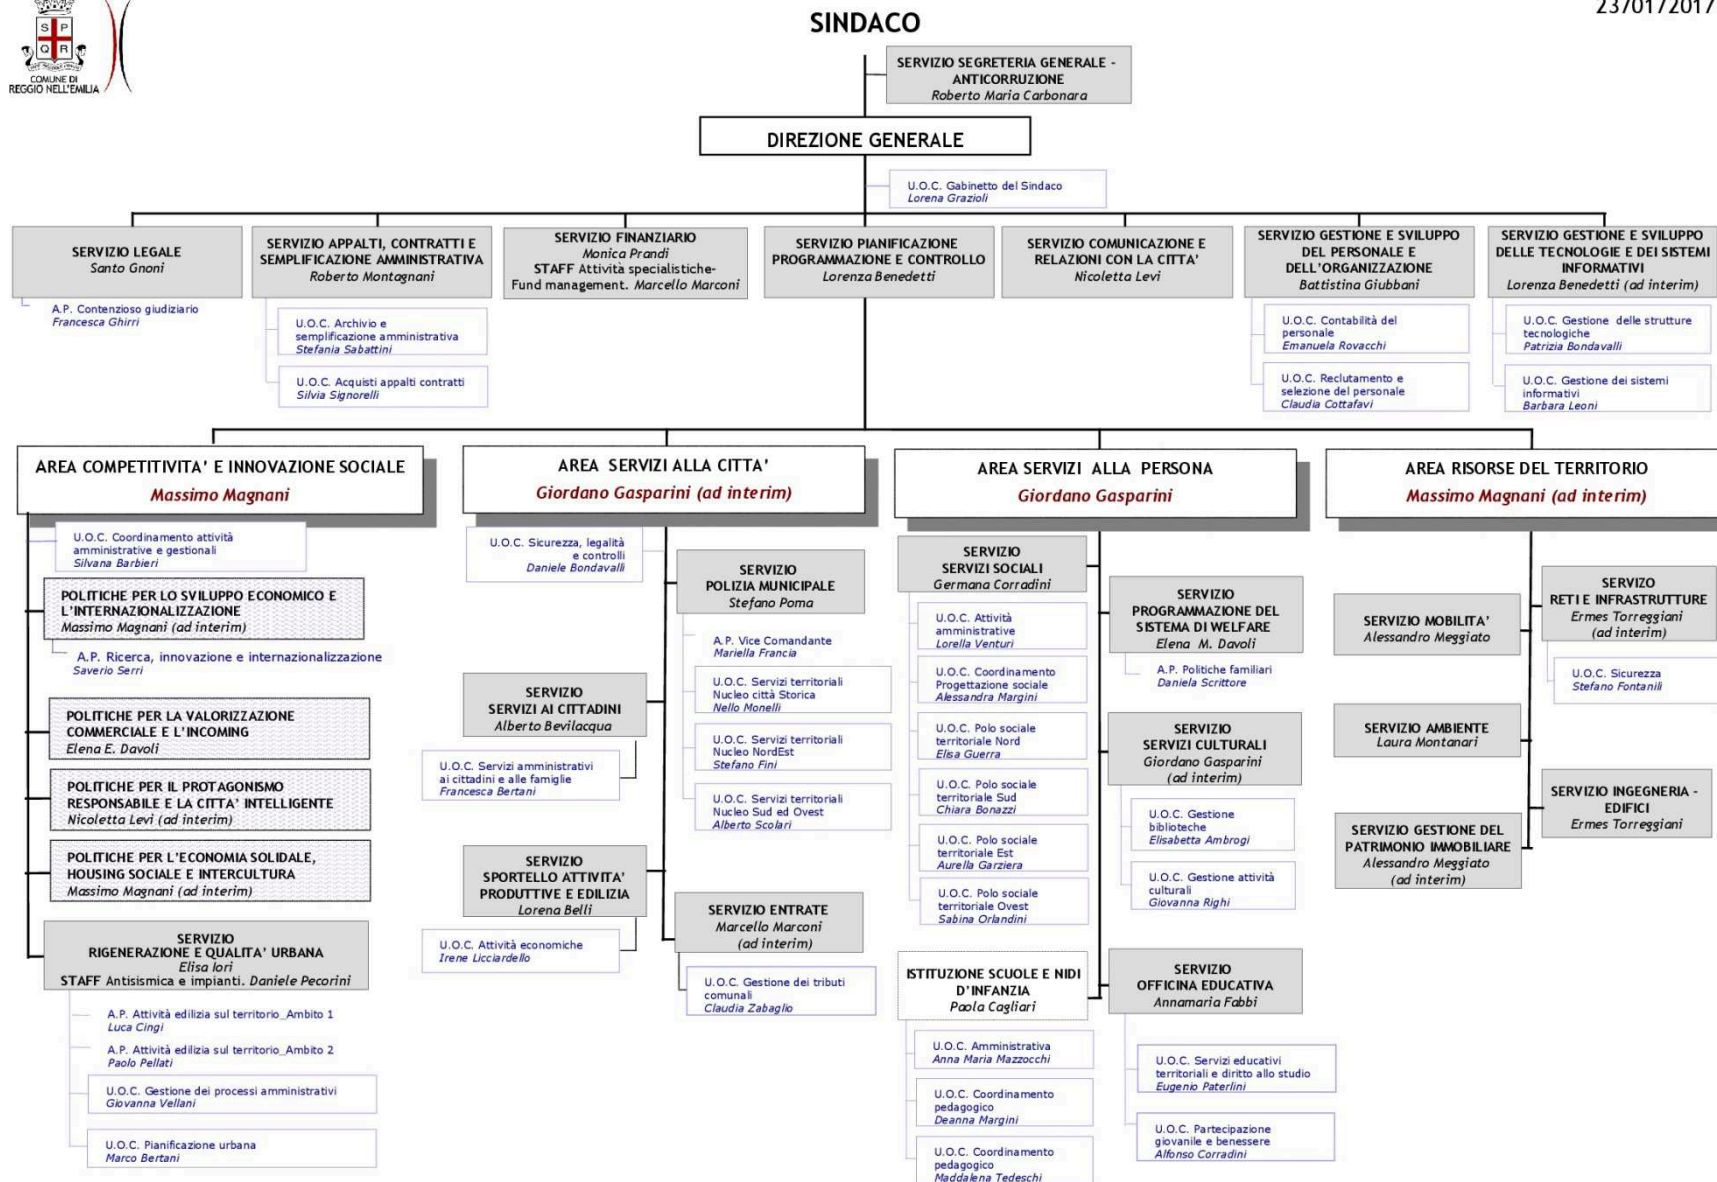 SINDACO
2370172017
S P
Q R
COMUNE DI
REGGIO NELL'EMILIA
SERVIZIO SEGRETERIA GENERALE -
ANTICORRUZIONE
Roberto Maria Carbonara
DIREZIONE GENERALE
U.O.C. Gabinetto del Sindaco
Lorena Grazioli
SERVIZIO LEGALE
Santo Gnoni
A.P. Contenzioso giudiziario
Francesca Ghirri
SERVIZIO APPALTI, CONTRATTI E
SEMPLIFICAZIONE AMMINISTRATIVA
Roberto Montagnani
U.O.C. Archivio e
semplificazione amministrativa
Stefania Sabattini
U.O.C. Acquisti appalti contratti
Silvia Signorelli
SERVIZIO FINANZIARIO
Monica Prandi
STAFF Attività specialistiche-
Fund management. Marcello Marconi
SERVIZIO PIANIFICAZIONE
PROGRAMMAZIONE E CONTROLLO
Lorenza Benedetti
SERVIZIO COMUNICAZIONE E
RELAZIONI CON LA CITTA'
Nicoletta Levi
SERVIZIO GESTIONE E SVILUPPO
DEL PERSONALE E
DELL'ORGANIZZAZIONE
Battistina Giubbani
U.O.C. Contabilità del
personale
Emanuela Rovacchi
U.O.C. Reclutamento e
selezione del personale
Claudia Cottafavi
SERVIZIO GESTIONE E SVILUPPO
DELLE TECNOLOGIE E DEI SISTEMI
INFORMATIVI
Lorenza Benedetti (ad interim)
U.O.C. Gestione delle strutture
tecnologiche
Patrizia Bondavalli
U.O.C. Gestione dei sistemi
informativi
Barbara Leoni
AREA COMPETITIVITA' E INNOVAZIONE SOCIALE
Massimo Magnani
U.O.C. Coordinamento attività
amministrative e gestionali
Silvana Barbieri
POLITICHE PER LO SVILUPPO ECONOMICO E
L'INTERNAZIONALIZZAZIONE
Massimo Magnani (ad interim)
A.P. Ricerca, innovazione e internazionalizzazione
Saverio Serri
POLITICHE PER LA VALORIZZAZIONE
COMMERCIALE E L'INCOMING
Elena E. Davoli
POLITICHE PER IL PROTAGONISMO
RESPONSABILE E LA CITTA' INTELLIGENTE
Nicoletta Levi (ad interim)
POLITICHE PER L'ECONOMIA SOLIDALE,
HOUSING SOCIALE E INTERCULTURA
Massimo Magnani (ad interim)
SERVIZIO
RIGENERAZIONE E QUALITA' URBANA
Elisa Iori
STAFF Antisismica e impianti. Daniele Pecorini
A.P. Attività edilizia sul territorio_Ambito 1
Luca Cingi
A.P. Attività edilizia sul territorio_Ambito 2
Paolo Pellati
U.O.C. Gestione dei processi amministrativi
Giovanna Vellani
U.O.C. Pianificazione urbana
Marco Bertani
AREA SERVIZI ALLA CITTA'
Giordano Gasparini (ad interim)
U.O.C. Sicurezza, legalità
e controlli
Daniele Bondavalli
SERVIZIO
POLIZIA MUNICIPALE
Stefano Poma
A.P. Vice Comandante
Mariella Francia
U.O.C. Servizi territoriali
Nucleo città Storica
Nello Monelli
U.O.C. Servizi territoriali
Nucleo NordEst
Stefano Fini
U.O.C. Servizi territoriali
Nucleo Sud ed Ovest
Alberto Scolari
SERVIZIO
SERVIZI AI CITTADINI
Alberto Bevilacqua
U.O.C. Servizi amministrativi
ai cittadini e alle famiglie
Francesca Bertani
SERVIZIO
SPORTELLO ATTIVITA'
PRODUTTIVE E EDILIZIA
Lorena Belli
U.O.C. Attività economiche
Irene Licciardello
SERVIZIO ENTRATE
Marcello Marconi
(ad interim)
U.O.C. Gestione dei tributi
comunali
Claudia Zabaglio
AREA SERVIZI ALLA PERSONA
Giordano Gasparini
SERVIZIO
SERVIZI SOCIALI
Germana Corradini
U.O.C. Attività
amministrative
Lorella Venturi
U.O.C. Coordinamento
Progettazione sociale
Alessandra Margini
U.O.C. Polo sociale
territoriale Nord
Elisa Guerra
U.O.C. Polo sociale
territoriale Sud
Chiara Bonazzi
U.O.C. Polo sociale
territoriale Est
Aurella Garziera
U.O.C. Polo sociale
territoriale Ovest
Sabina Orlandini
ISTITUZIONE SCUOLE E NIDI
D'INFANZIA
Paola Cagliari
U.O.C. Amministrativa
Anna Maria Mazzocchi
U.O.C. Coordinamento
pedagogico
Deanna Margini
U.O.C. Coordinamento
pedagogico
Maddalena Tedeschi
SERVIZIO
PROGRAMMAZIONE DEL
SISTEMA DI WELFARE
Elena M. Davoli
A.P. Politiche familiari
Daniela Scrittore
SERVIZIO
SERVIZI CULTURALI
Giordano Gasparini
(ad interim)
U.O.C. Gestione
biblioteche
Elisabetta Ambrogi
U.O.C. Gestione attività
culturali
Giovanna Righi
SERVIZIO
OFFICINA EDUCATIVA
Annamaria Fabbi
U.O.C. Servizi educativi
territoriali e diritto allo studio
Eugenio Paterlini
U.O.C. Partecipazione
giovanile e benessere
Alfonso Corradini
AREA RISORSE DEL TERRITORIO
Massimo Magnani (ad interim)
SERVIZIO MOBILITA'
Alessandro Meggiato
SERVIZIO AMBIENTE
Laura Montanari
SERVIZIO GESTIONE DEL
PATRIMONIO IMMOBILIARE
Alessandro Meggiato
(ad interim)
SERVIZO
RETI E INFRASTRUTTURE
Ermes Torreggiani
(ad interim)
U.O.C. Sicurezza
Stefano Fontanili
SERVIZIO INGEGNERIA -
EDIFICI
Ermes Torreggiani